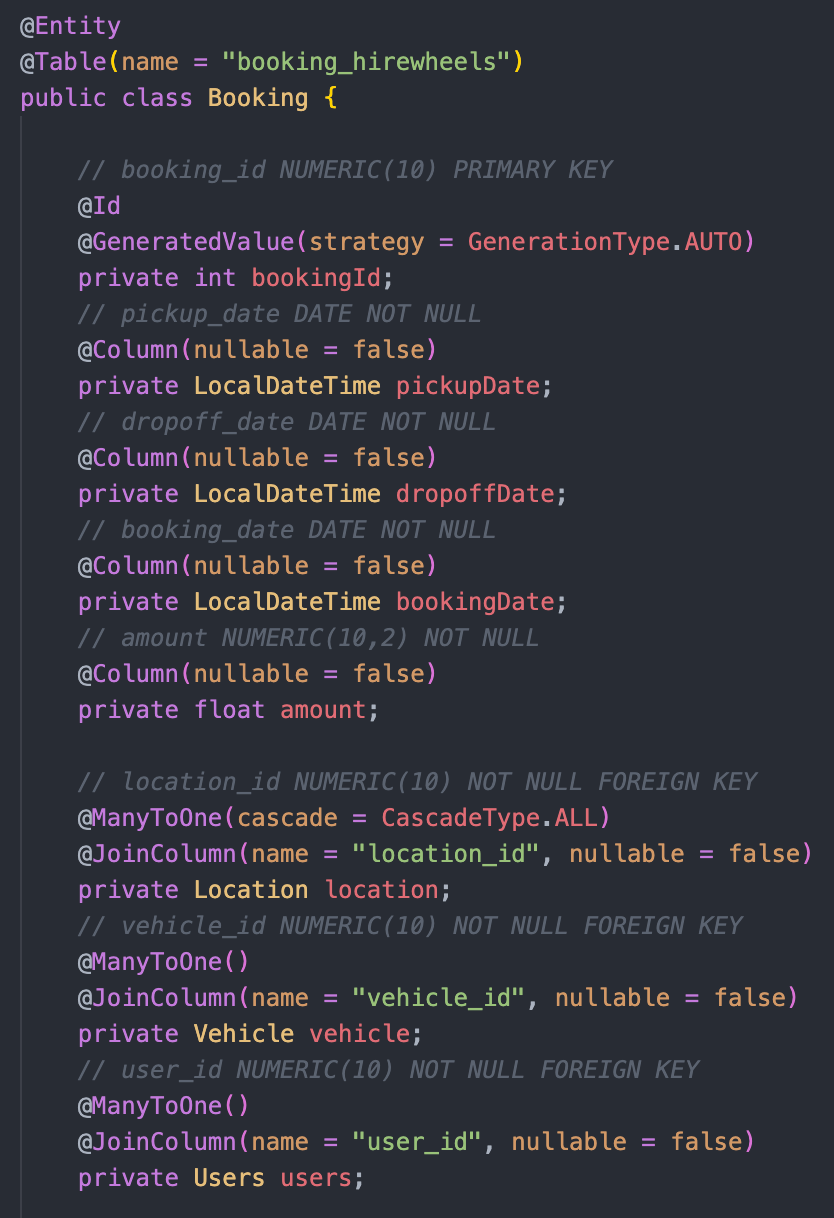 @Entity
@Table(name = "booking_hirewheels")
public class Booking {
// booking_id NUMERIC(10) PRIMARY KEY
@Id
@GeneratedValue(strategy = GenerationType.AUTO)
private int bookingId;
// pickup_date DATE NOT NULL
@Column(nullable = false)
private LocalDateTime pickupDate;
// dropoff_date DATE NOT NULL
@Column(nullable = false)
private LocalDateTime dropoffDate;
// booking_date DATE NOT NULL
@Column(nullable = false)
private LocalDateTime bookingDate;
// amount NUMERIC(10,2) NOT NULL
@Column(nullable = false)
private float amount;
// location_id NUMERIC(10) NOT NULL FOREIGN KEY
@ManyToOne(cascade = CascadeType.ALL)
@JoinColumn(name = "location_id", nullable = false)
private Location location;
// vehicle_id NUMERIC(10) NOT NULL FOREIGN KEY
@ManyToOne()
@JoinColumn(name = "vehicle_id", nullable = false)
private Vehicle vehicle;
// user_id NUMERIC(10) NOT NULL FOREIGN KEY
@ManyToOne()
@JoinColumn(name = "user_id", nullable = false)
private Users users;